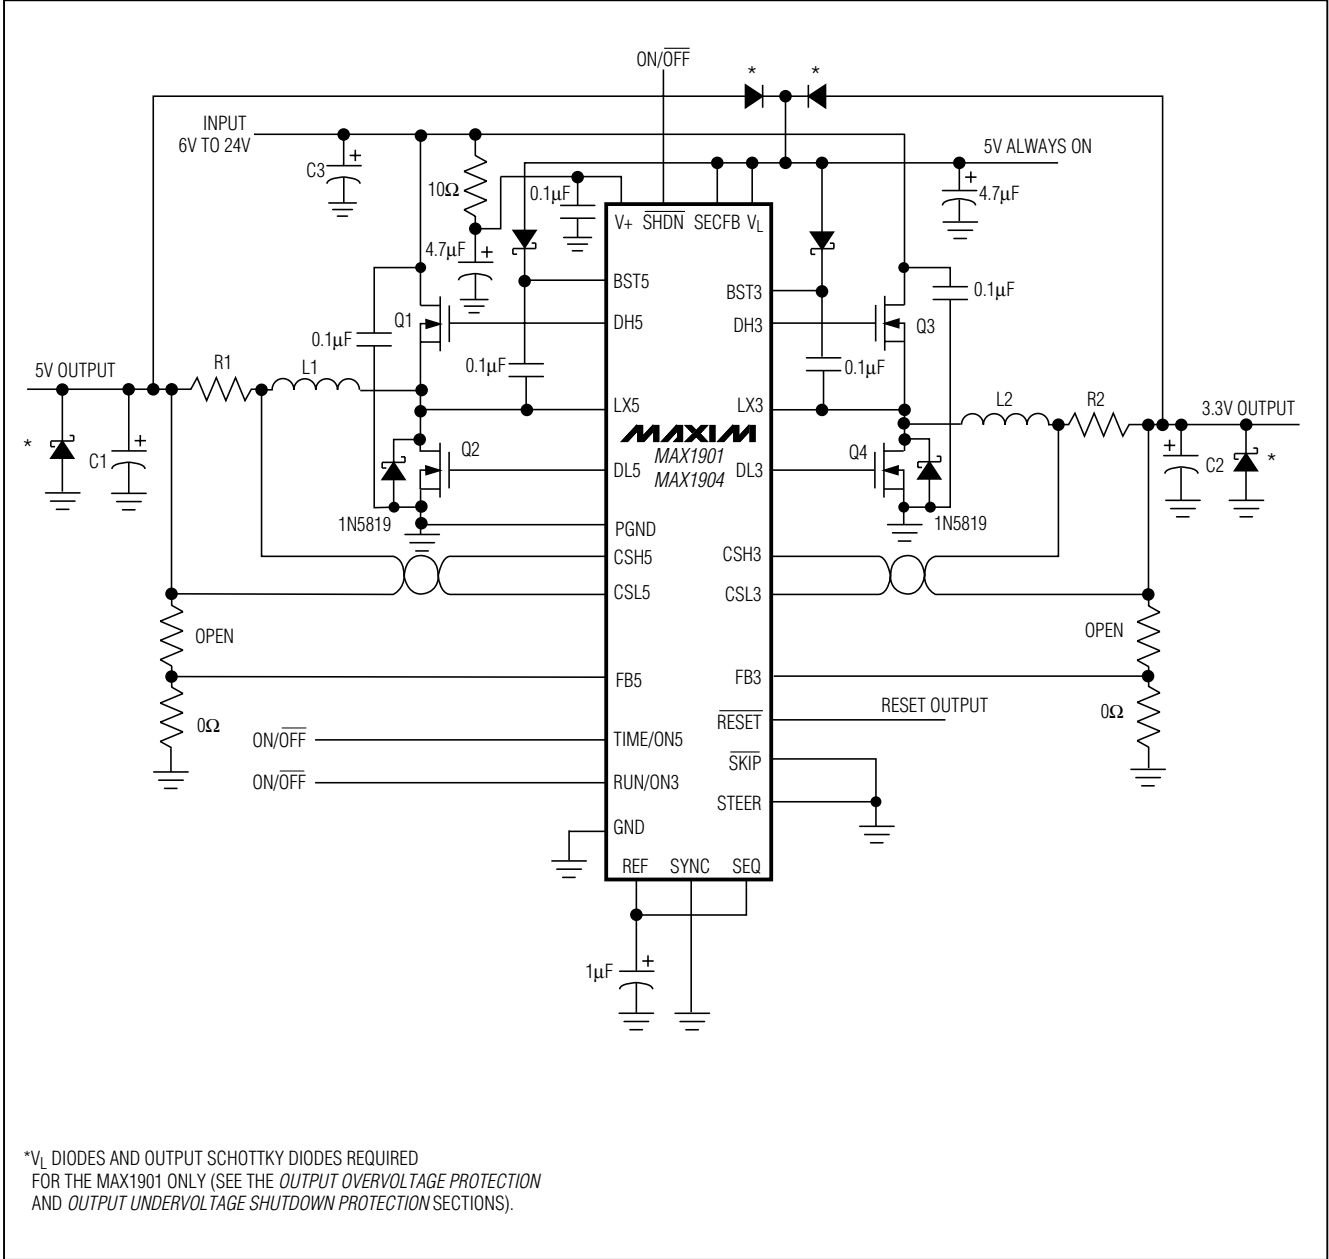 ON/OFF
* *
INPUT
6V TO 24V
5V ALWAYS ON
C3
+
10Ω
0.1µF
+
4.7µF
V+ SHDN SECFB VL
4.7µF
+
BST5
BST3
0.1µF
Q1
DH5
DH3
Q3
0.1µF
5V OUTPUT
R1
L1
0.1µF
0.1µF
LX5
LX3
L2
R2
3.3V OUTPUT
MAXIM
MAX1901
MAX1904
*
C1
+
Q2
DL5
DL3
Q4
+
C2
*
1N5819
PGND
1N5819
CSH5
CSH3
CSL5
CSL3
OPEN
OPEN
FB5
FB3
0Ω
RESET
RESET OUTPUT
0Ω
ON/OFF
TIME/ON5
SKIP
ON/OFF
RUN/ON3
STEER
GND
REF SYNC SEQ
1µF
+
*VL DIODES AND OUTPUT SCHOTTKY DIODES REQUIRED
FOR THE MAX1901 ONLY (SEE THE OUTPUT OVERVOLTAGE PROTECTION
AND OUTPUT UNDERVOLTAGE SHUTDOWN PROTECTION SECTIONS).